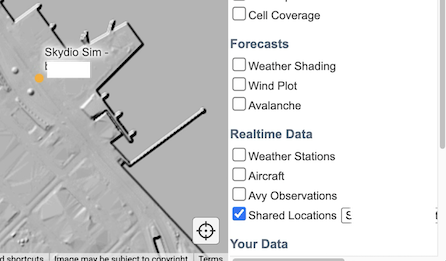 Cell Coverage
Skydio Sim -
Forecasts
Weather Shading
Wind Plot
Avalanche
Realtime Data
Weather Stations
Aircraft
Avy Observations
Shared Locations
Your Data
shortcuts
Image may be subject to copyright
Terms